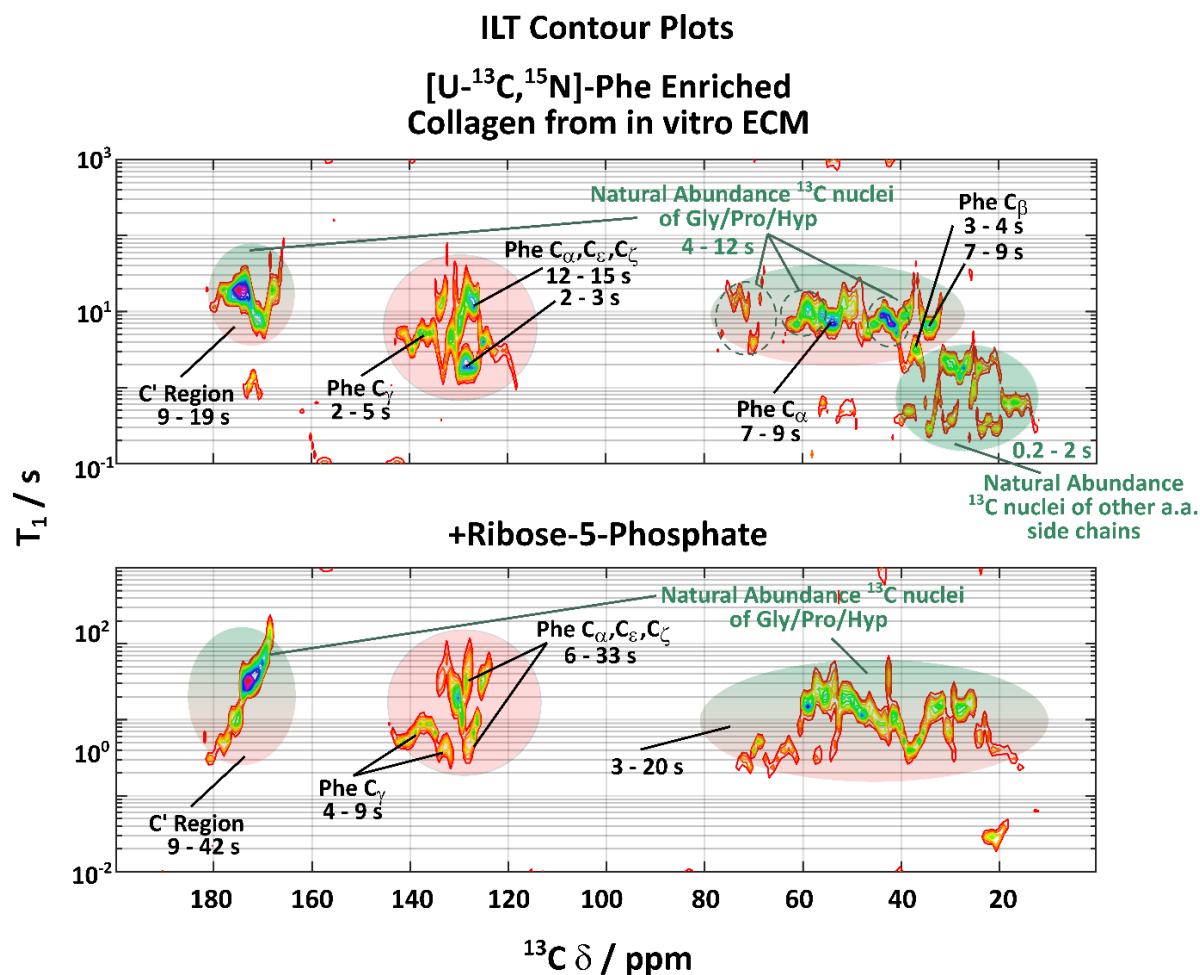 ILT Contour Plots
[U-¹³C,¹⁵N]-Phe Enriched
Collagen from in vitro ECM
10³
10²
10¹
10⁰
10⁻¹
Natural Abundance ¹³C nuclei
of Gly/Pro/Hyp
4 - 12 s
Phe Cα,Cε,Cζ
12 - 15 s
2 - 3 s
Phe Cβ
3 - 4 s
7 - 9 s
C' Region
9 - 19 s
Phe Cγ
2 - 5 s
Phe Cα
7 - 9 s
0.2 - 2 s
Natural Abundance
¹³C nuclei of other a.a.
side chains
T₁ / s
+Ribose-5-Phosphate
10²
10⁰
10⁻²
Natural Abundance ¹³C nuclei
of Gly/Pro/Hyp
Phe Cα,Cε,Cζ
6 - 33 s
3 - 20 s
Phe Cγ
4 - 9 s
C' Region
9 - 42 s
180 160 140 120 100 80 60 40 20
¹³C δ / ppm